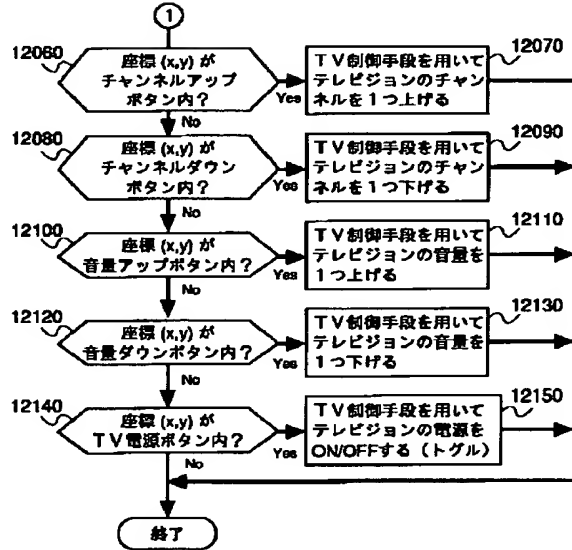 1
12060
座標 (x,y) が
チャンネルアップ
ボタン内?
Yes
No
12070
TV制御手段を用いて
テレビジョンのチャン
ネルを1つ上げる
12080
座標 (x,y) が
チャンネルダウン
ボタン内?
Yes
No
12090
TV制御手段を用いて
テレビジョンのチャン
ネルを1つ下げる
12100
座標 (x,y) が
音量アップボタン内?
Yes
No
12110
TV制御手段を用いて
テレビジョンの音量を
1つ上げる
12120
座標 (x,y) が
音量ダウンボタン内?
Yes
No
12130
TV制御手段を用いて
テレビジョンの音量を
1つ下げる
12140
座標 (x,y) が
TV電源ボタン内?
Yes
No
12150
TV制御手段を用いて
テレビジョンの電源を
ON/OFFする(トグル)
終了